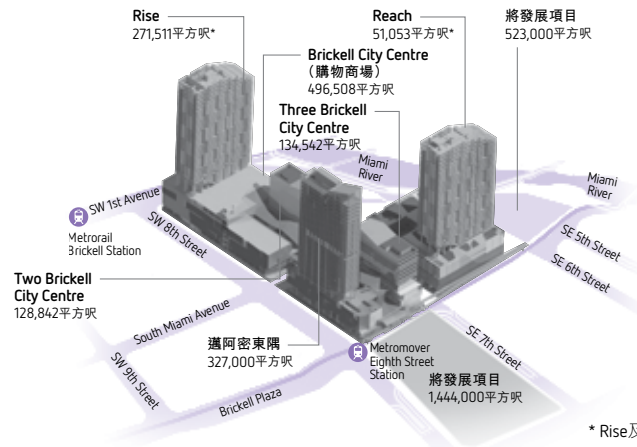 Rise
271,511平方呎*
Reach
51,053平方呎*
將發展項目
523,000平方呎
Brickell City Centre
（購物商場）
496,508平方呎
Three Brickell
City Centre
134,542平方呎
Miami
River
Miami
River
SW 1st Avenue
SW 8th Street
Metrorail
Brickell Station
SE 5th Street
SE 6th Street
Two Brickell
City Centre
128,842平方呎
South Miami Avenue
SW 9th Street
邁阿密東隅
327,000平方呎
Metromover
Eighth Street
Station
SE 7th Street
Brickell Plaza
將發展項目
1,444,000平方呎
* Rise及